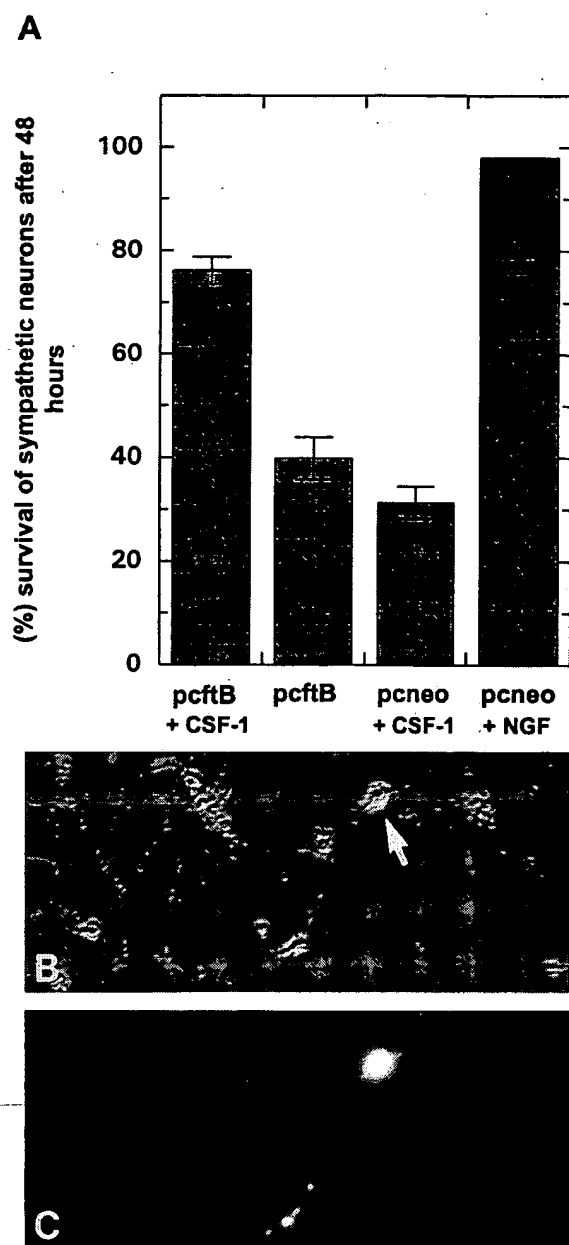 A
(%) survival of sympathetic neurons after 48
hours
100
80
60
40
20
0
pcftB
+ CSF-1
pcftB
pcneo
+ CSF-1
pcneo
+ NGF
B
C